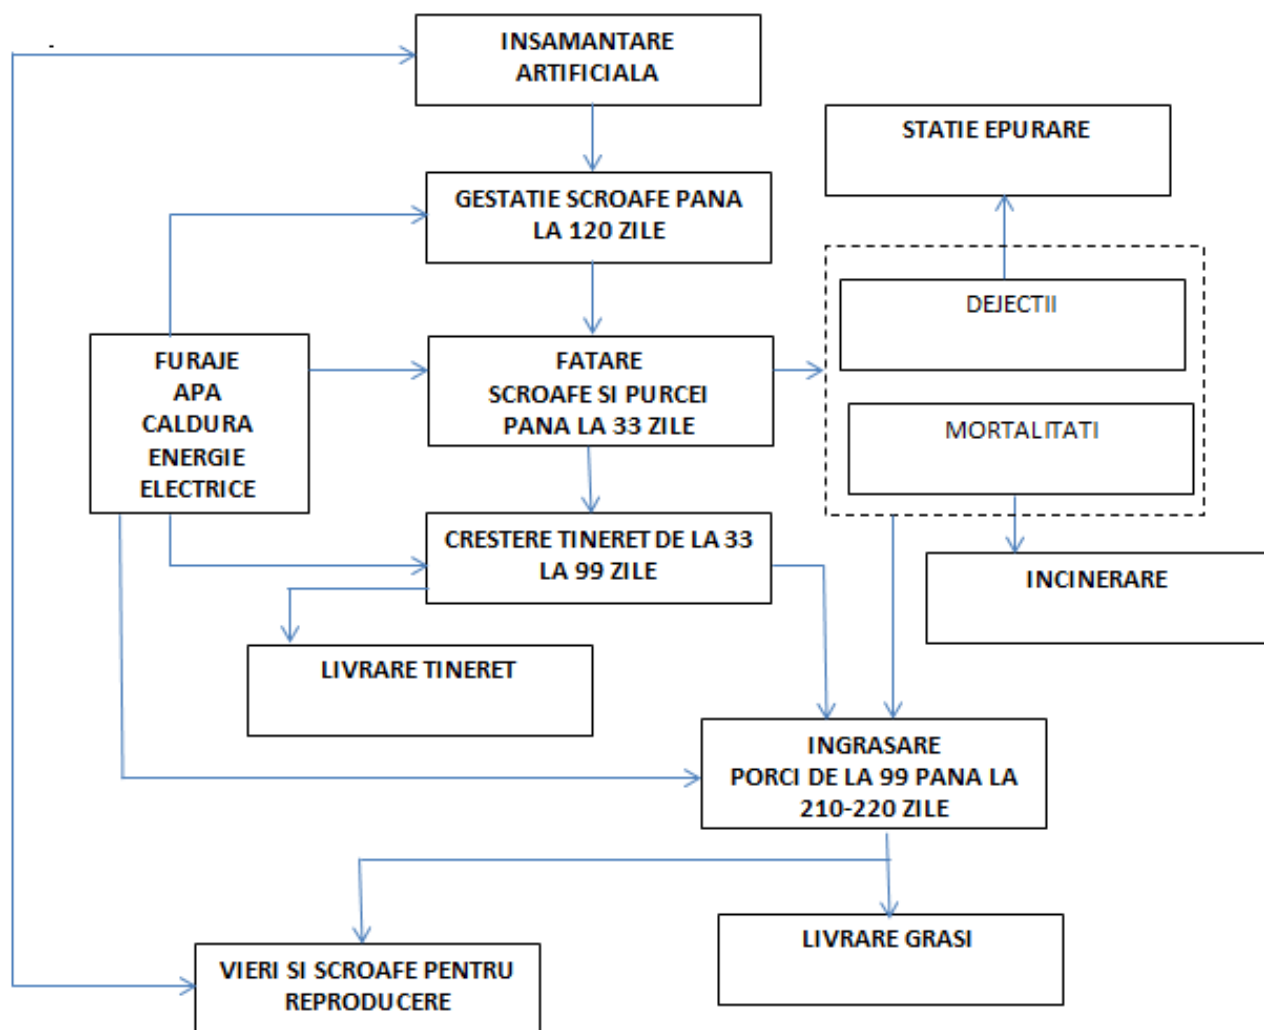 INSAMANTARE
ARTIFICIALA
STATIE EPURARE
GESTATIE SCROAFE PANA
LA 120 ZILE
DEJECTII
FURAJE
APA
CALDURA
ENERGIE
ELECTRICE
FATARE
SCROAFE SI PURCEI
PANA LA 33 ZILE
MORTALITATI
CRESTERE TINERET DE LA 33
LA 99 ZILE
INCINERARE
LIVRARE TINERET
INGRASARE
PORCI DE LA 99 PANA LA
210-220 ZILE
LIVRARE GRASI
VIERI SI SCROAFE PENTRU
REPRODUCERE